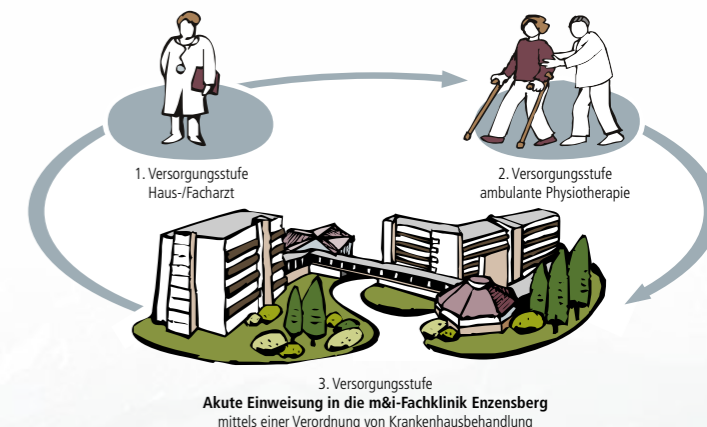 1. Versorgungsstufe
Haus-/Facharzt
2. Versorgungsstufe
ambulante Physiotherapie
3. Versorgungsstufe
Akute Einweisung in die m&i-Fachklinik Enzensberg
mittels einer Verordnung von Krankenhausbehandlung